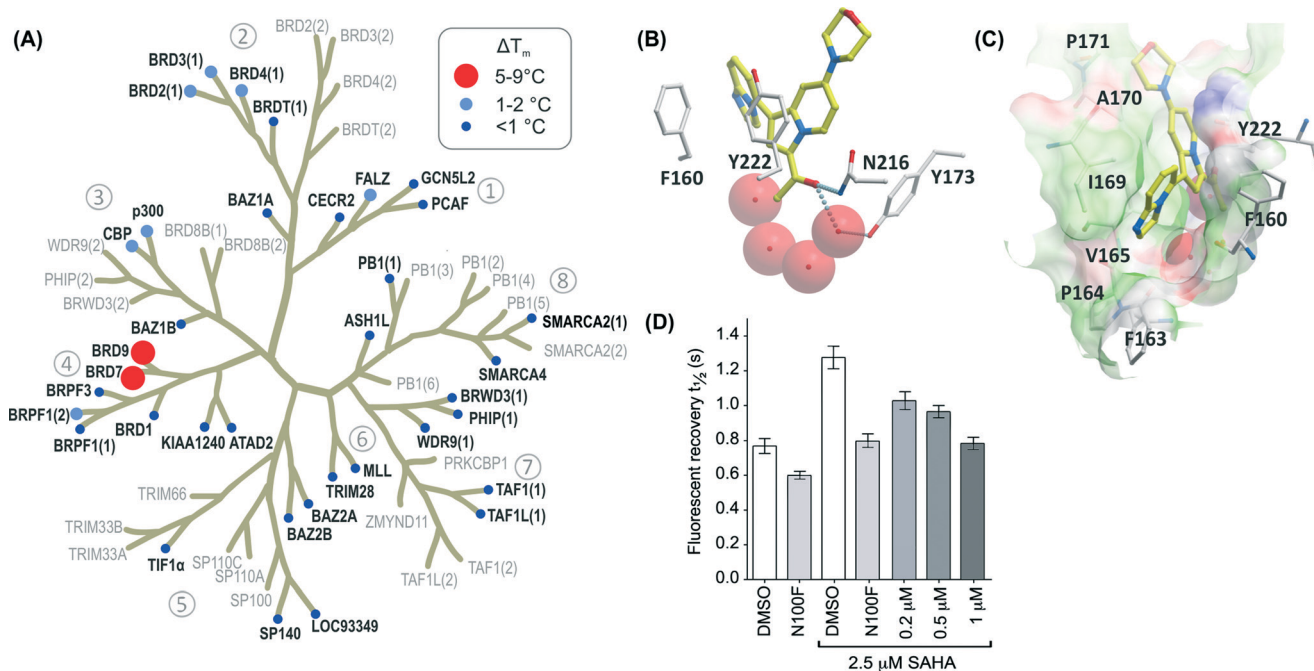 (A)
ΔTm
5-9°C
1-2 °C
<1 °C
②
BRD2(2)
BRD3(2)
BRD4(2)
BRDT(2)
BRD3(1)
BRD4(1)
BRD2(1)
BRDT(1)
FALZ
GCN5L2
CECR2
PCAF
①
BAZ1A
③
p300
CBP
WDR9(2)
BRD8B(1)
BRD8B(2)
PHIP(2)
BRWD3(2)
BAZ1B
PB1(1)
PB1(3)
PB1(2)
PB1(4)
PB1(5)
⑧
ASH1L
SMARCA2(1)
SMARCA2(2)
SMARCA4
PB1(6)
④
BRD9
BRD7
BRPF3
BRPF1(2)
BRPF1(1)
BRD1
KIAA1240
ATAD2
BRWD3(1)
PHIP(1)
WDR9(1)
⑥
MLL
TRIM28
PRKCBP1
⑦
TAF1(1)
TAF1L(1)
ZMYND11
TAF1(2)
TAF1L(2)
BAZ2A
BAZ2B
TRIM66
TRIM33B
TRIM33A
TIF1α
SP110C
SP110A
SP100
⑤
SP140
LOC93349
(B)
F160
Y222
N216
Y173
(C)
P171
A170
Y222
I169
F160
V165
P164
F163
(D)
Fluorescent recovery t½ (s)
1.4
1.2
1.0
0.8
0.6
0.4
0.2
0.0
DMSO
N100F
DMSO
N100F
0.2 μM
0.5 μM
1 μM
2.5 μM SAHA